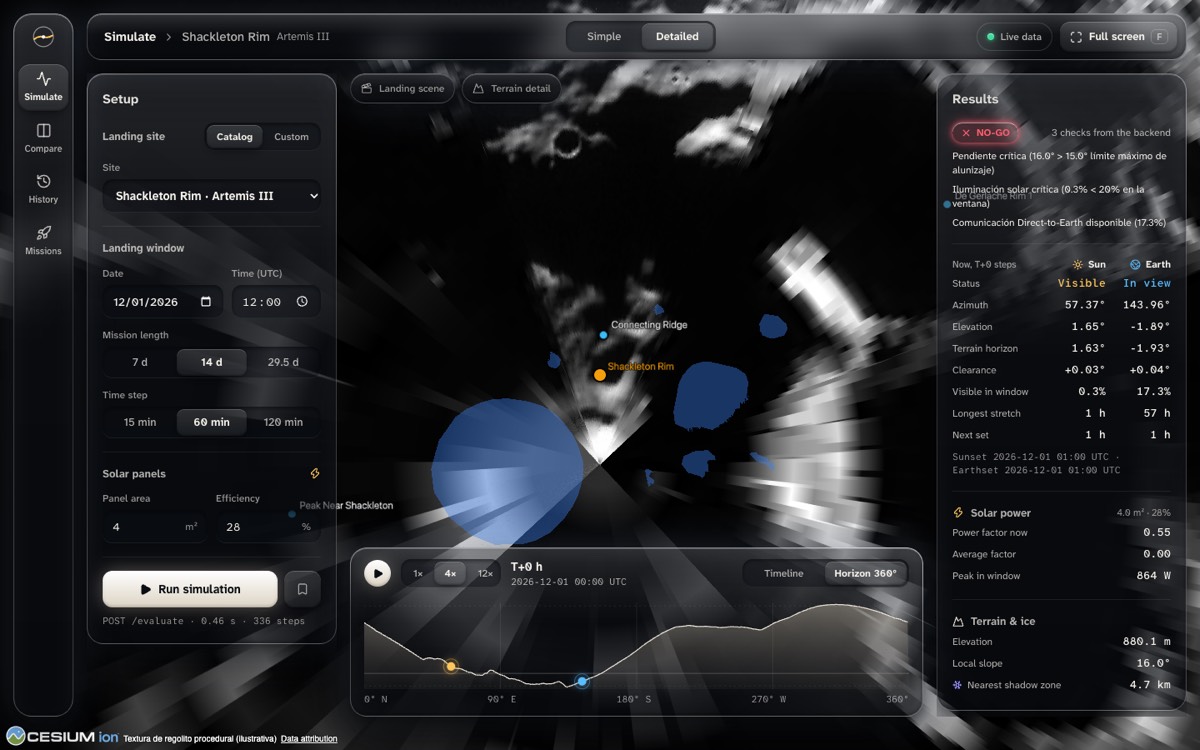 Simulate > Shackleton Rim Artemis III
Simple
Detailed
Live data
Full screen F
Simulate
Compare
History
Missions
Setup
Landing site
Catalog
Custom
Site
Shackleton Rim · Artemis III
Landing window
Date
Time (UTC)
12/01/2026
12:00
Mission length
7 d
14 d
29.5 d
Time step
15 min
60 min
120 min
Solar panels
Panel area
Efficiency
4 m²
28 %
Run simulation
POST /evaluate · 0.46 s · 336 steps
Landing scene
Terrain detail
Connecting Ridge
Shackleton Rim
Peak Near Shackleton
De Gerlache Rim 1
1×
4×
12×
T+0 h
2026-12-01 00:00 UTC
Timeline
Horizon 360°
0° N
90° E
180° S
270° W
360°
Results
× NO-GO
3 checks from the backend
Pendiente crítica (16.0° > 15.0° límite máximo de
alunizaje)
Iluminación solar crítica (0.3% < 20% en la
ventana)
Comunicación Direct-to-Earth disponible (17.3%)
Now, T+0 steps Sun Earth
Status Visible In view
Azimuth 57.37° 143.96°
Elevation 1.65° -1.89°
Terrain horizon 1.63° -1.93°
Clearance +0.03° +0.04°
Visible in window 0.3% 17.3%
Longest stretch 1 h 57 h
Next set 1 h 1 h
Sunset 2026-12-01 01:00 UTC ·
Earthset 2026-12-01 01:00 UTC
Solar power 4.0 m² · 28%
Power factor now 0.55
Average factor 0.00
Peak in window 864 W
Terrain & ice
Elevation 880.1 m
Local slope 16.0°
Nearest shadow zone 4.7 km
CESIUM ion Textura de regolito procedural (ilustrativa) Data attribution